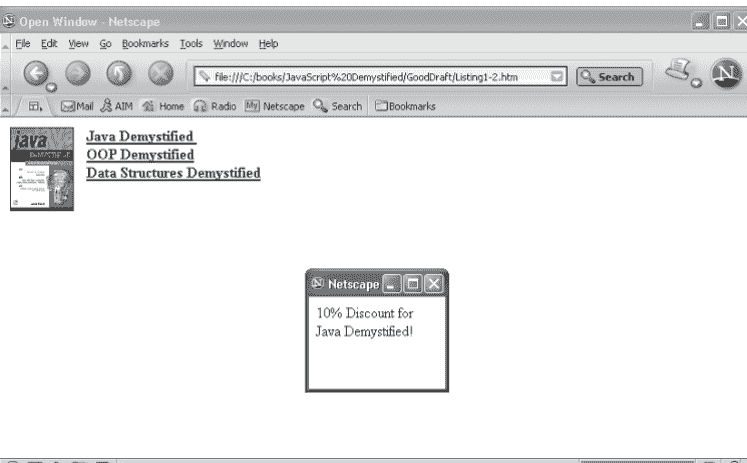 Open Window - Netscape
File Edit View Go Bookmarks Tools Window Help
file:///C:/books/JavaScript%20Demystified/GoodDraft/Listing1-2.htm Search
Mail AIM Home Radio My Netscape Search Bookmarks
java
DeMYSTiFieD
Java Demystified
OOP Demystified
Data Structures Demystified
Netscape
10% Discount for
Java Demystified!